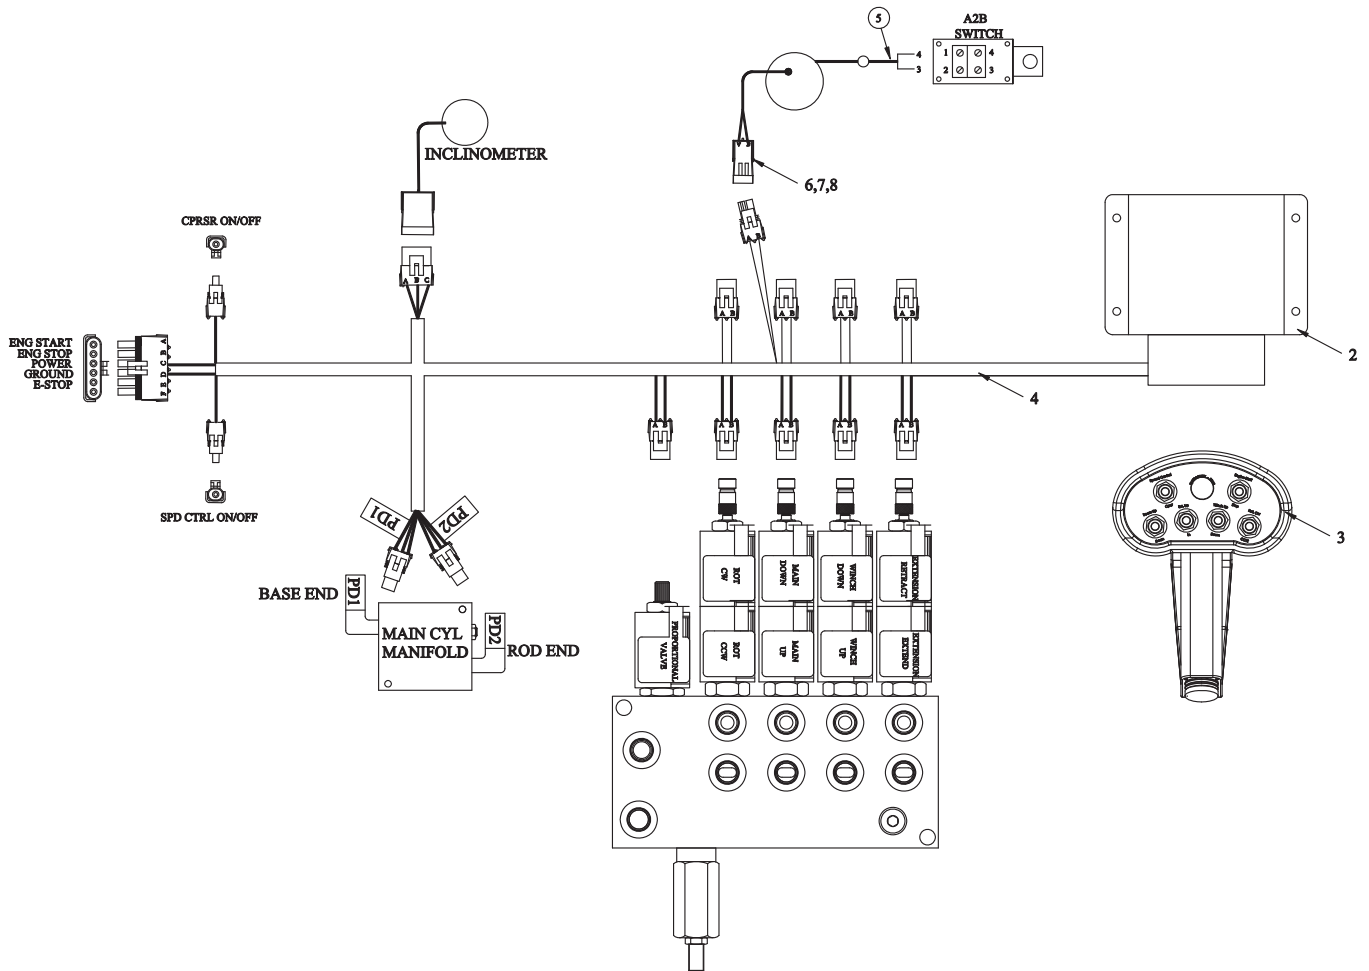 5
A2B
SWITCH
4
3
1
4
2
3
INCLINOMETER
A B
6,7,8
CPRSR ON/OFF
A B
A B C
A B
A B
A B
A B
ENG START
ENG STOP
POWER
GROUND
E-STOP
A
B
C
D
E
F
2
4
A B
A B
A B
A B
A B
SPD CTRL ON/OFF
PD1
PD2
3
BASE END
PD1
MAIN CYL
MANIFOLD
PD2
ROD END
ROT
CW
MAIN
DOWN
WINCH
DOWN
EXTENSION
RETRACT
PROPORTIONAL
VALVE
ROT
CCW
MAIN
UP
WINCH
UP
EXTENSION
EXTEND